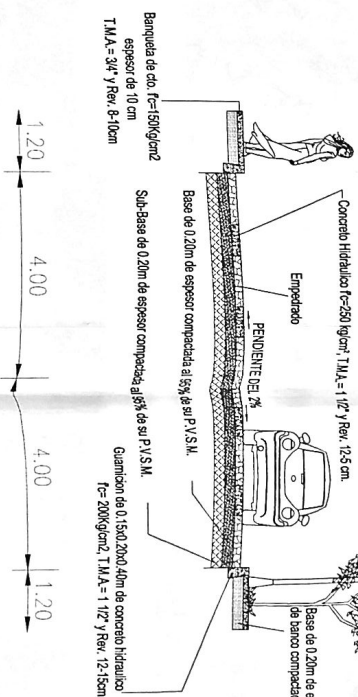 Concreto Hidráulico f'c=250 kg/cm², T.M.A.= 1 1/2" y Rev. 12-5 cm.
Empedrado
PENDIENTE DEL 2%
Base de 0.20m de espesor compactada al 95% de su P.V.S.M.
Sub-Base de 0.20m de espesor compactada al 95% de su P.V.S.M.
Banqueta de cto. f'c=150Kg/cm2
espesor de 10 cm
T.M.A.= 3/4" y Rev. 8-10cm
Guarnicion de 0.15x0.20x0.40m de concreto hidraulico
f'c= 200Kg/cm2, T.M.A.= 1 1/2" y Rev. 12-15cm
Base de 0.20m de e
de banco compacta
1.20
4.00
4.00
1.20